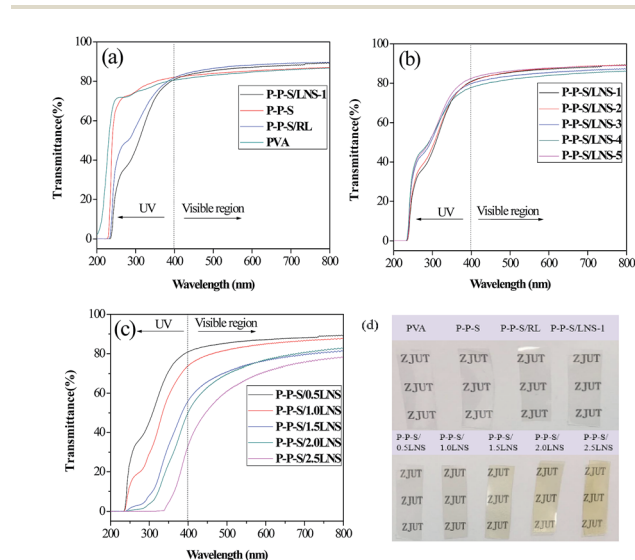 (a)
P-P-S/LNS-1
P-P-S
P-P-S/RL
PVA
UV
Visible region
Transmittance(%)
100
80
60
40
20
0
200 300 400 500 600 700 800
Wavelength (nm)
(b)
P-P-S/LNS-1
P-P-S/LNS-2
P-P-S/LNS-3
P-P-S/LNS-4
P-P-S/LNS-5
UV
Visible region
Transmittance(%)
100
80
60
40
20
0
200 300 400 500 600 700 800
Wavelength (nm)
(c)
UV
Visible region
P-P-S/0.5LNS
P-P-S/1.0LNS
P-P-S/1.5LNS
P-P-S/2.0LNS
P-P-S/2.5LNS
Transmittance(%)
100
80
60
40
20
0
200 300 400 500 600 700 800
Wavelength (nm)
(d)
PVA P-P-S P-P-S/RL P-P-S/LNS-1
ZJUT ZJUT ZJUT ZJUT
ZJUT ZJUT ZJUT ZJUT
ZJUT ZJUT ZJUT ZJUT
P-P-S/ P-P-S/ P-P-S/ P-P-S/ P-P-S/
0.5LNS 1.0LNS 1.5LNS 2.0LNS 2.5LNS
ZJUT ZJUT ZJUT ZJUT ZJUT
ZJUT ZJUT ZJUT ZJUT ZJUT
ZJUT ZJUT ZJUT ZJUT ZJUT